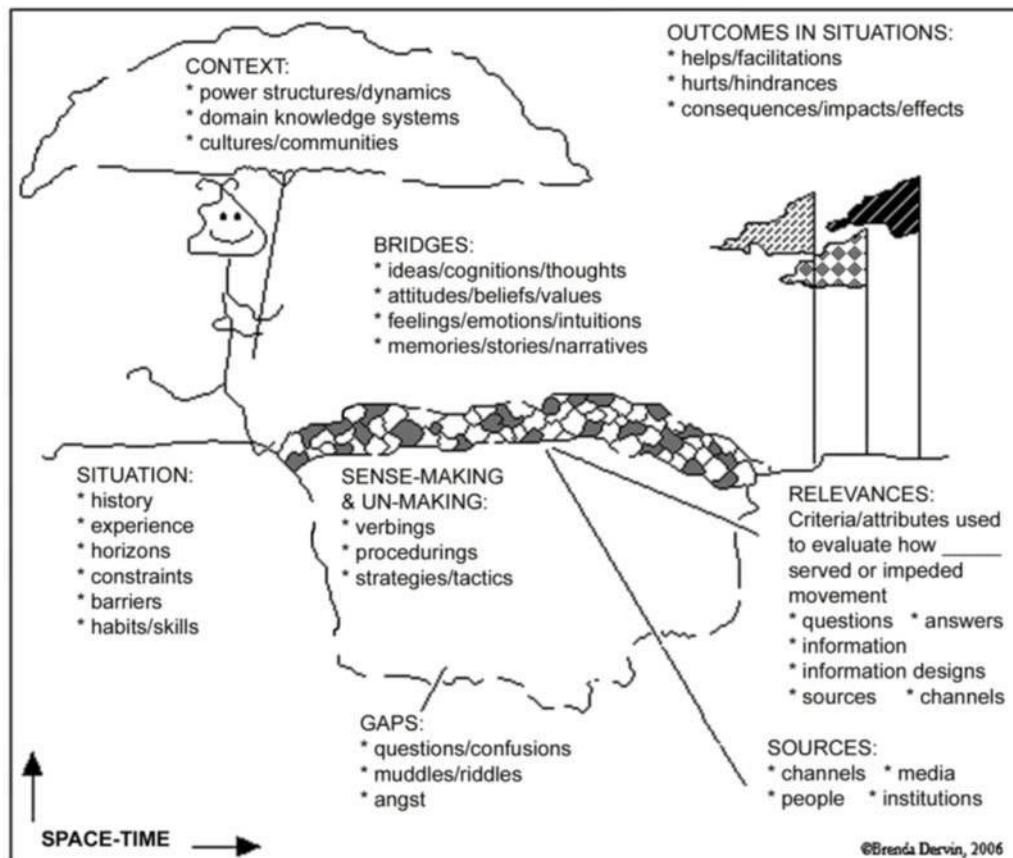 CONTEXT:
* power structures/dynamics
* domain knowledge systems
* cultures/communities
OUTCOMES IN SITUATIONS:
* helps/facilitations
* hurts/hindrances
* consequences/impacts/effects
BRIDGES:
* ideas/cognitions/thoughts
* attitudes/beliefs/values
* feelings/emotions/intuitions
* memories/stories/narratives
SITUATION:
* history
* experience
* horizons
* constraints
* barriers
* habits/skills
SENSE-MAKING
& UN-MAKING:
* verbings
* procedurings
* strategies/tactics
RELEVANCES:
Criteria/attributes used
to evaluate how _____
served or impeded
movement
* questions * answers
* information
* information designs
* sources * channels
GAPS:
* questions/confusions
* muddles/riddles
* angst
SOURCES:
* channels * media
* people * institutions
SPACE-TIME
©Brenda Dervin, 2006